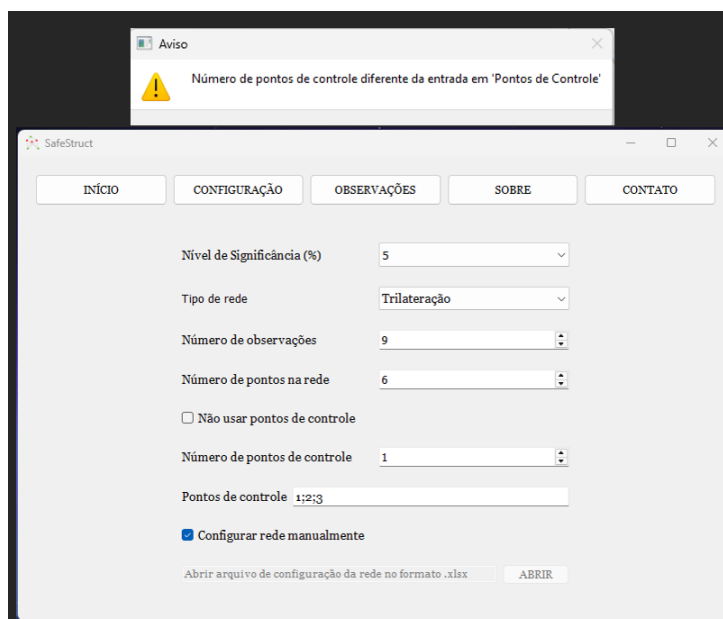 Aviso
Número de pontos de controle diferente da entrada em 'Pontos de Controle'
SafeStruct
INÍCIO CONFIGURAÇÃO OBSERVAÇÕES SOBRE CONTATO
Nível de Significância (%) 5
Tipo de rede Trilateração
Número de observações 9
Número de pontos na rede 6
Não usar pontos de controle
Número de pontos de controle 1
Pontos de controle 1;2;3
Configurar rede manualmente
Abrir arquivo de configuração da rede no formato .xlsx ABRIR